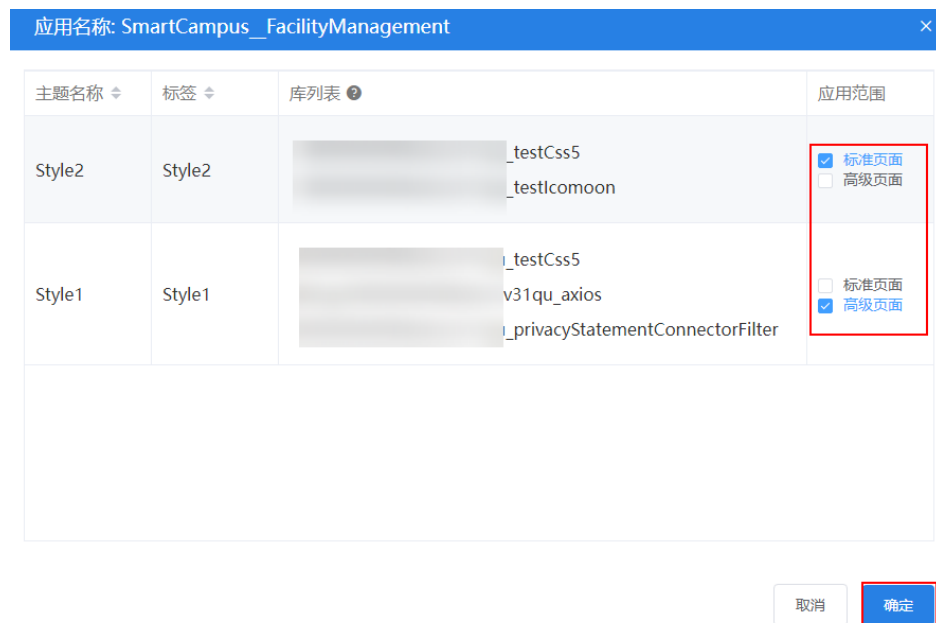 应用名称: SmartCampus__FacilityManagement
主题名称 标签 库列表 应用范围
Style2 Style2
_testCss5
_testIcomoon
标准页面
高级页面
Style1 Style1
_testCss5
v31qu_axios
_privacyStatementConnectorFilter
标准页面
高级页面
取消 确定